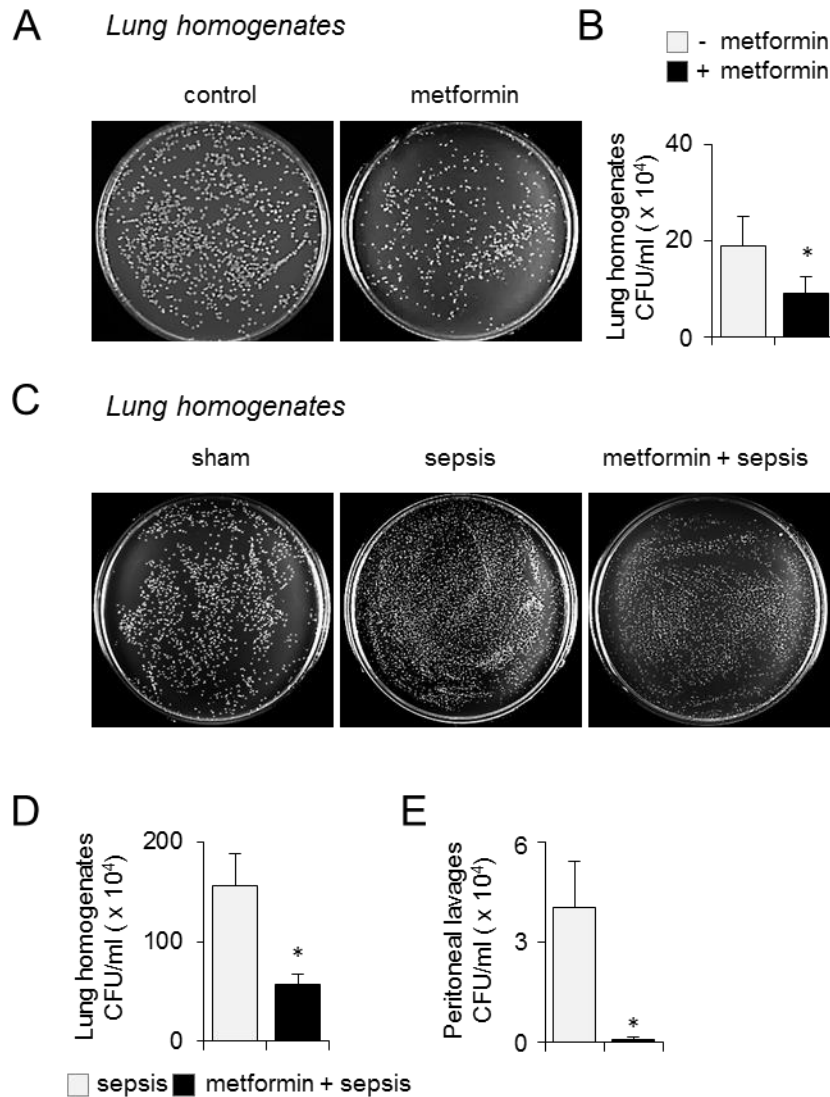 A
Lung homogenates
B
- metformin
+ metformin
control
metformin
Lung homogenates
CFU/ml ( x 10⁴)
40
20
0
*
C
Lung homogenates
sham
sepsis
metformin + sepsis
D
Lung homogenates
CFU/ml ( x 10⁴)
200
100
0
*
E
Peritoneal lavages
CFU/ml ( x 10⁴)
6
3
0
*
sepsis
metformin + sepsis